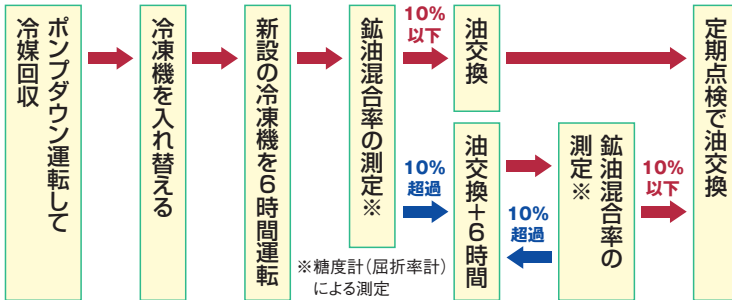 ポンプダウン運転して
冷媒回収
冷凍機を入れ替える
新設の冷凍機を6時間運転
鉱油混合率の測定※
10%
以下
油交換
10%
超過
油交換+6時間
鉱油混合率の
測定※
10%
超過
10%
以下
定期点検で油交換
※糖度計(屈折率計)
による測定